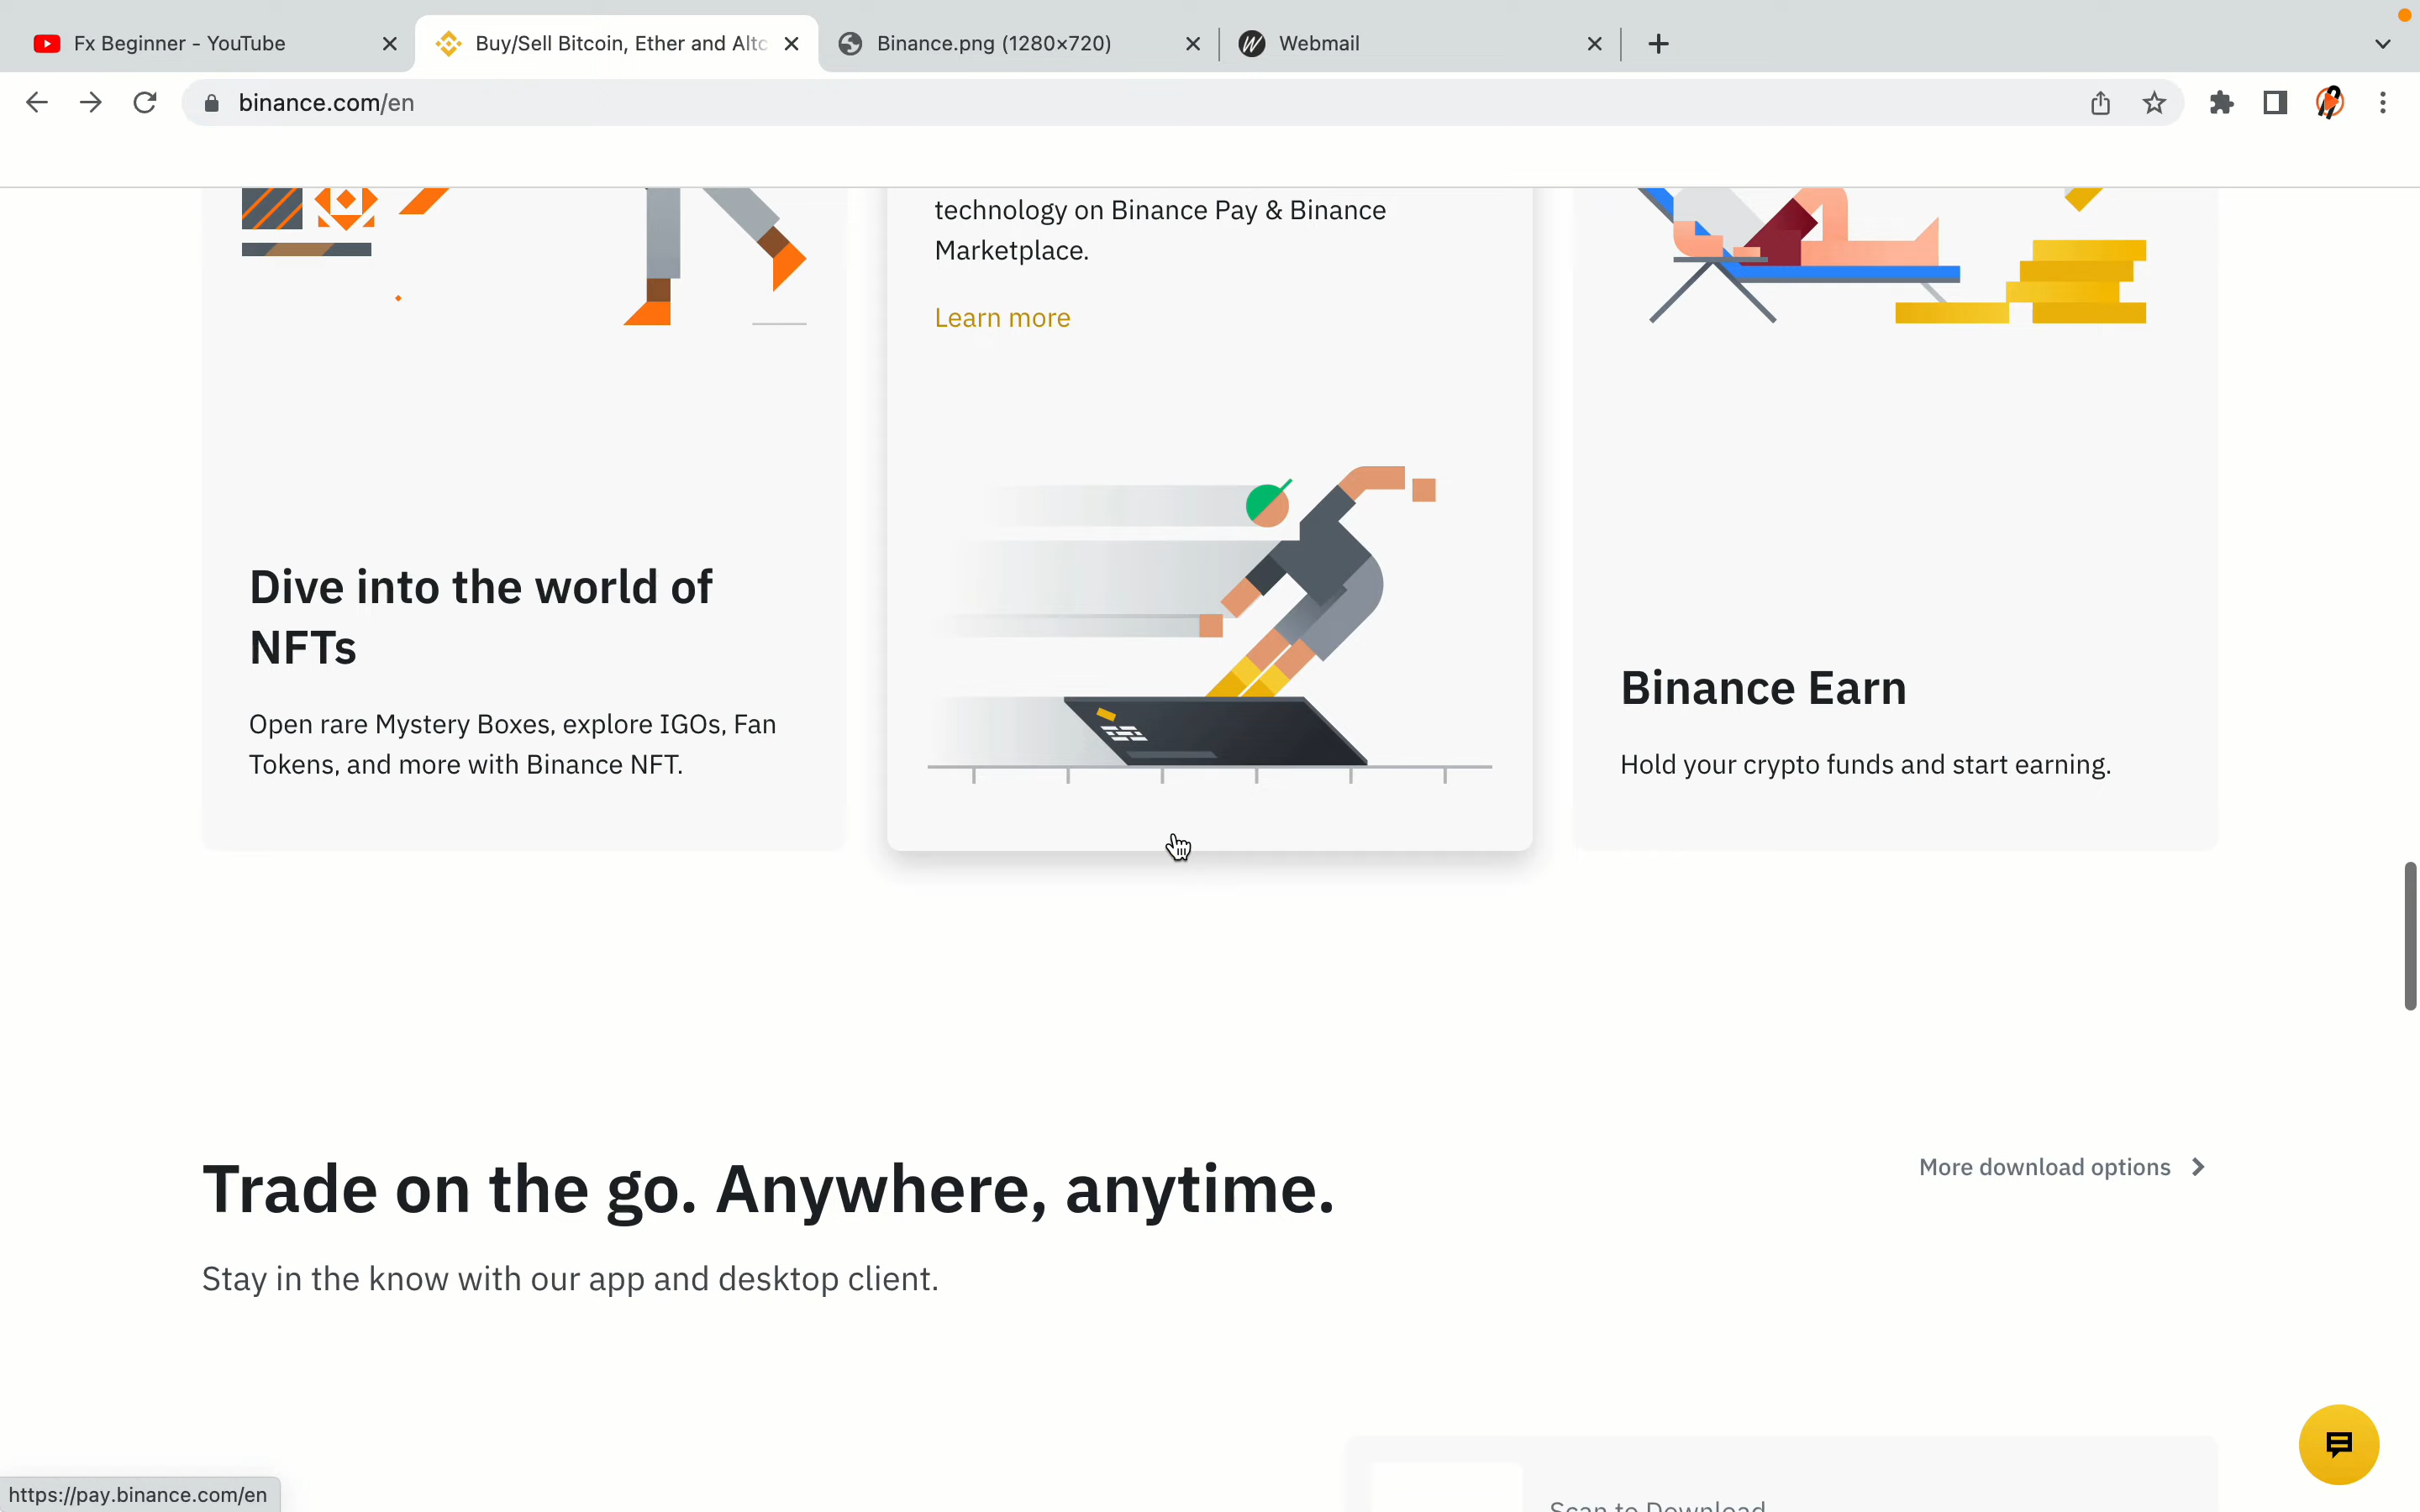 Fx Beginner - YouTube
Buy/Sell Bitcoin, Ether and Altc
Binance.png (1280×720)
Webmail
binance.com/en
technology on Binance Pay & Binance
Marketplace.
Learn more
Dive into the world of
NFTs
Open rare Mystery Boxes, explore IGOs, Fan
Tokens, and more with Binance NFT.
Binance Earn
Hold your crypto funds and start earning.
Trade on the go. Anywhere, anytime.
More download options
Stay in the know with our app and desktop client.
Scan to Download
https://pay.binance.com/en